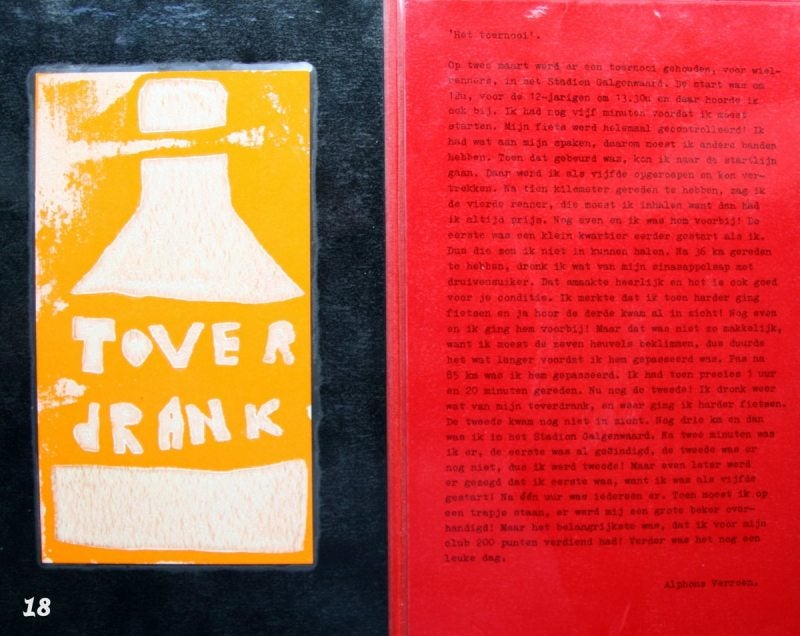 TOVER
dRANK
18
'Het toernooi'.
Op twee maart werd er een toernooi gehouden, voor wiel-
renners, in het Stadion Galgenwaard. De start was om
12u, voor de 12-jarigen om 13.30u en daar hoorde ik
ook bij. Ik had nog vijf minuten voordat ik moest
starten. Mijn fiets werd helemaal gecontrolleerd! Ik
had wat aan mijn spaken, daarom moest ik andere banden
hebben. Toen dat gebeurd was, kon ik naar de startlijn
gaan. Daar werd ik als vijfde opgeroepen en kon ver-
trekken. Na tien kilometer gereden te hebben, zag ik
de vierde renner, die moest ik inhalen want dan had
ik altijd prijs. Nog even en ik was hem voorbij! De
eerste was een klein kwartier eerder gestart als ik.
Dus die zou ik niet in kunnen halen. Na 36 km gereden
te hebben, dronk ik wat van mijn sinasappelsap met
druivensuiker. Dat smaakte heerlijk en het is ook goed
voor je conditie. Ik merkte dat ik toen harder ging
fietsen en ja hoor de derde kwam al in zicht! Nog even
en ik ging hem voorbij! Maar dat was niet zo makkelijk,
want ik moest de zeven heuvels beklimmen, dus duurde
het wat langer voordat ik hem gepasseerd was. Pas na
85 km was ik hem gepasseerd. Ik had toen precies 1 uur
en 20 minuten gereden. Nu nog de tweede! Ik dronk weer
wat van mijn toverdrank, en weer ging ik harder fietsen.
De tweede kwam nog niet in zicht. Nog drie km en dan
was ik in het Stadion Galgenwaard. Na twee minuten was
ik er, de eerste was al geëindigd, de tweede was er
nog niet, dus ik werd tweede! Maar even later werd
er gezegd dat ik eerste was, want ik was als vijfde
gestart! Na één uur was iedereen er. Toen moest ik op
een trapje staan, er werd mij een grote beker over-
handigd! Maar het belangrijkste was, dat ik voor mijn
club 200 punten verdiend had! Verder was het nog een
leuke dag.
Alphons Verroen.